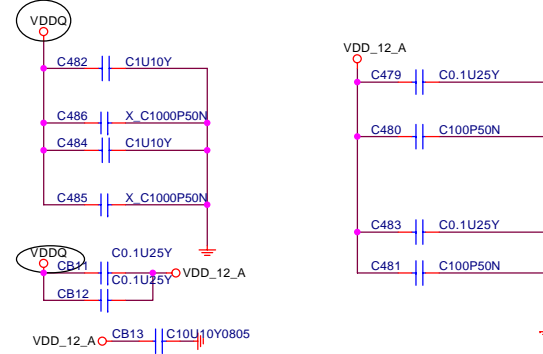 VDDQ
C482 C1U10Y
C486 X_C1000P50N
C484 C1U10Y
C485 X_C1000P50N
VDDQ
C0.1U25Y
CB11
VDD_12_A
C0.1U25Y
CB12
VDD_12_A CB13 C10U10Y0805
VDD_12_A
C479 C0.1U25Y
C480 C100P50N
C483 C0.1U25Y
C481 C100P50N